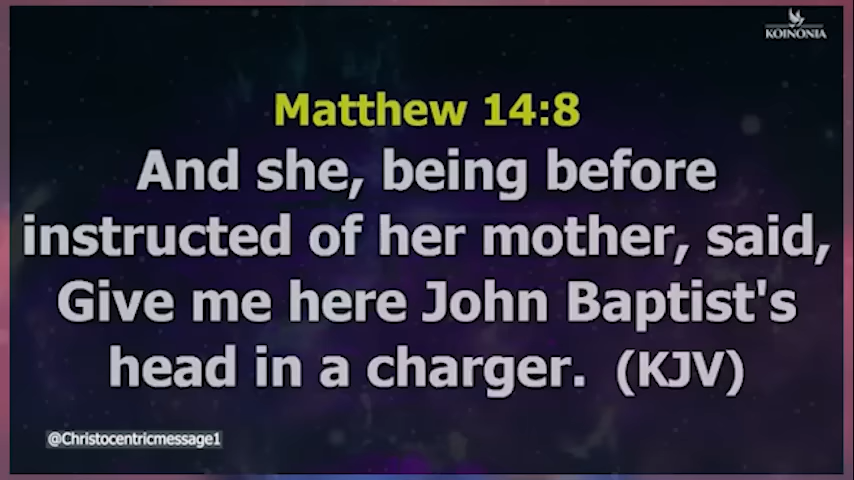 KOINONIA
Matthew 14:8
And she, being before
instructed of her mother, said,
Give me here John Baptist's
head in a charger. (KJV)
@Christocentricmessage1